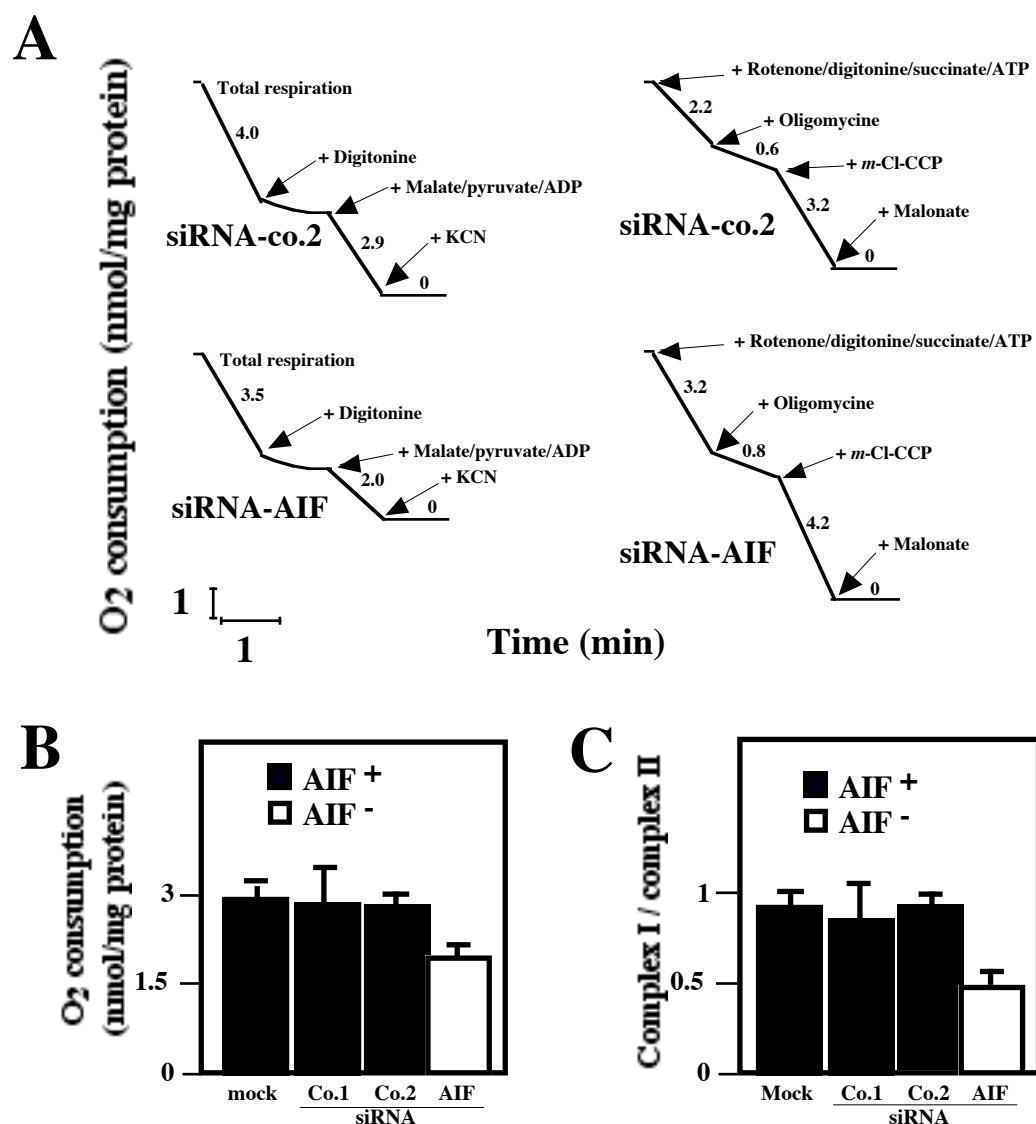 A
O2 consumption (nmol/mg protein)
Total respiration
4.0
+ Digitonine
+ Malate/pyruvate/ADP
siRNA-co.2
2.9
+ KCN
0
+ Rotenone/digitonine/succinate/ATP
2.2
+ Oligomycine
0.6
+ m-Cl-CCP
siRNA-co.2
3.2
+ Malonate
0
Total respiration
3.5
+ Digitonine
+ Malate/pyruvate/ADP
2.0
+ KCN
siRNA-AIF
0
+ Rotenone/digitonine/succinate/ATP
3.2
+ Oligomycine
0.8
+ m-Cl-CCP
4.2
siRNA-AIF
+ Malonate
0
1
1
Time (min)
B
O2 consumption
(nmol/mg protein)
AIF +
AIF -
3
1.5
0
mock Co.1 Co.2 AIF
siRNA
C
Complex I / complex II
AIF +
AIF -
1
0.5
0
Mock Co.1 Co.2 AIF
siRNA